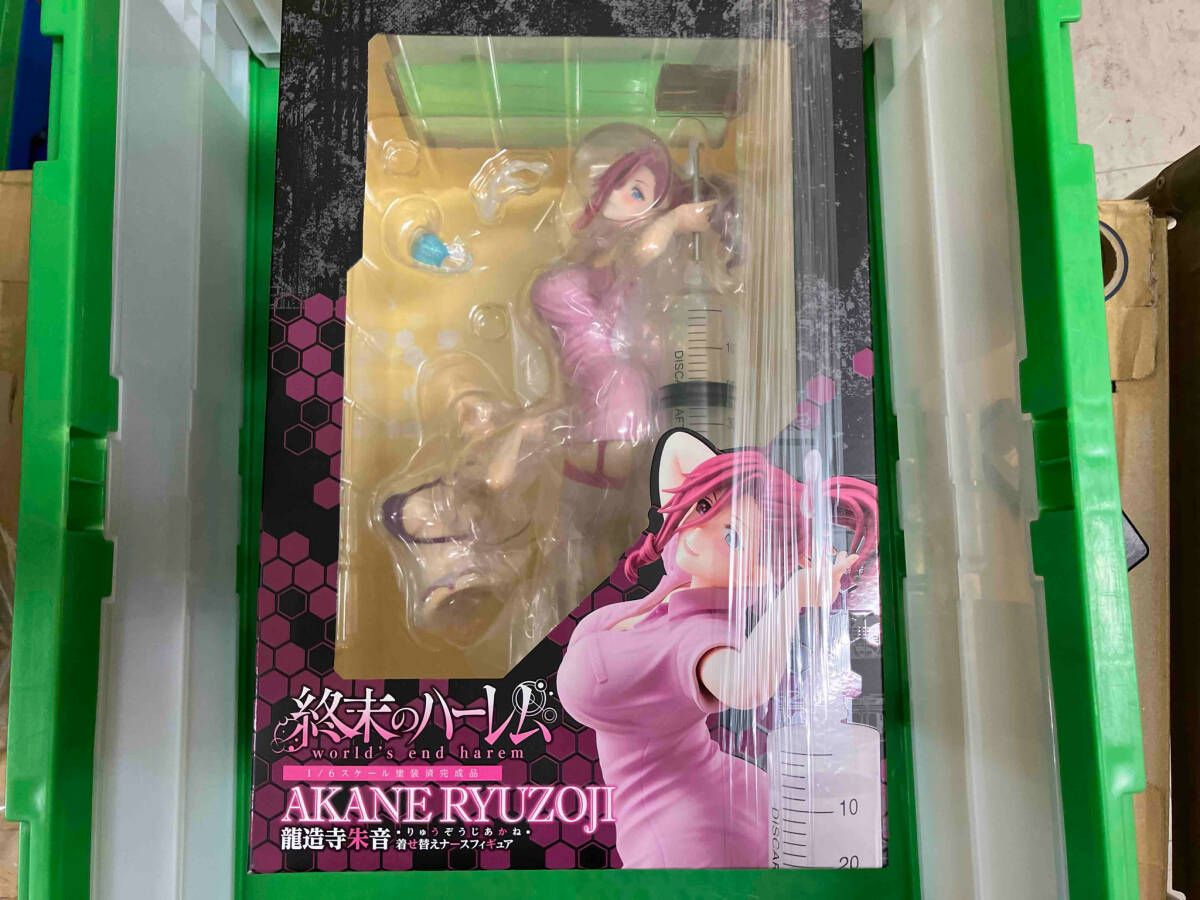 DISCA
AF
終末のハーレム
world's end harem
1/6スケール塗装済完成品
AKANE RYUZOJI
龍造寺朱音
・りゅうぞうじあかね・
着せ替えナースフィギュア
10
20
DISCAR